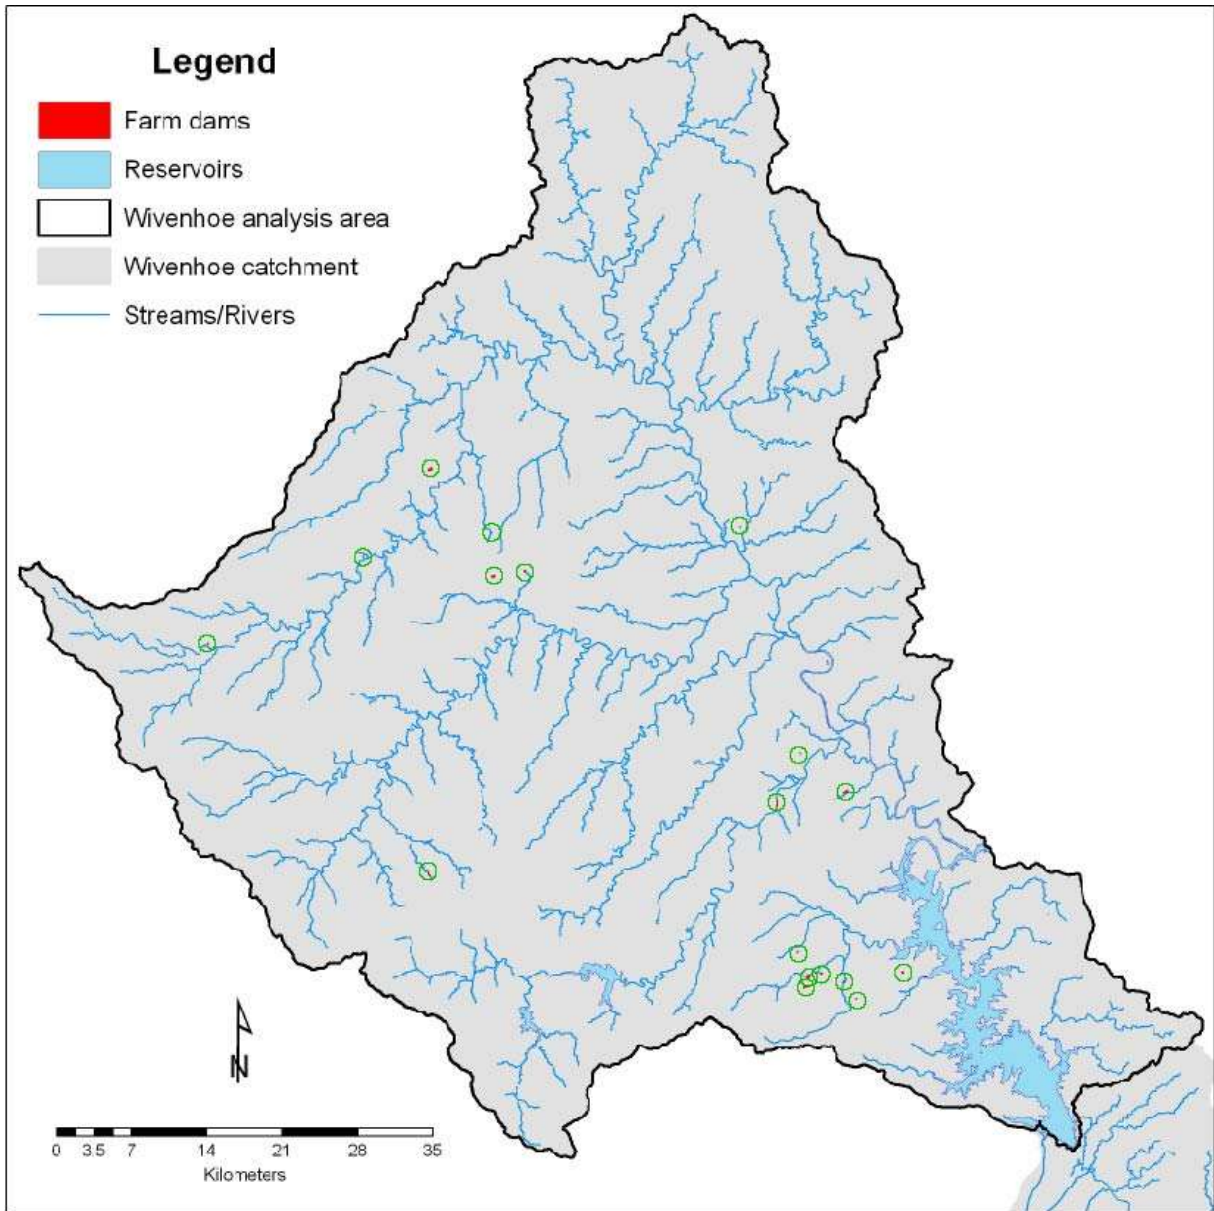 Legend
Farm dams
Reservoirs
Wivenhoe analysis area
Wivenhoe catchment
Streams/Rivers
N
0 3.5 7 14 21 28 35
Kilometers